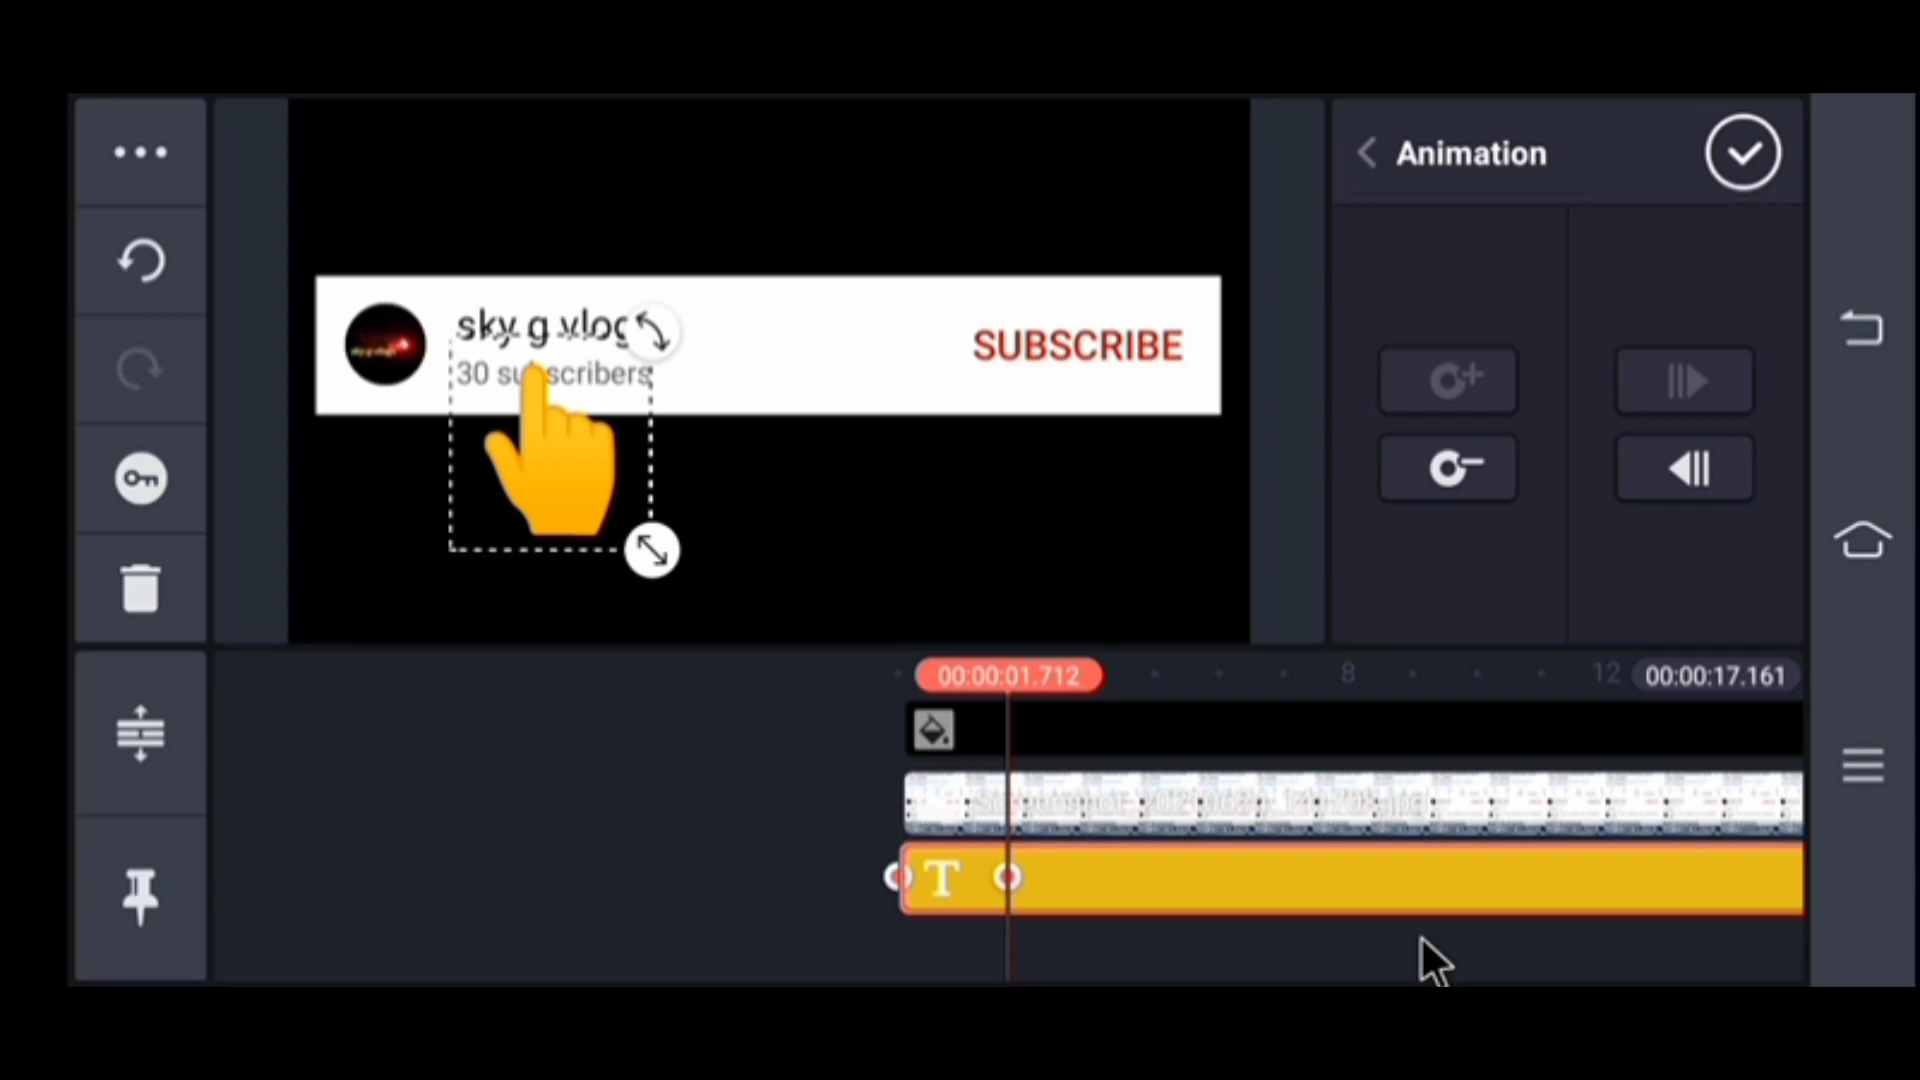 Animation
sky g vlog
30 subscribers
SUBSCRIBE
00:00:01.712
8
12
00:00:17.161
T